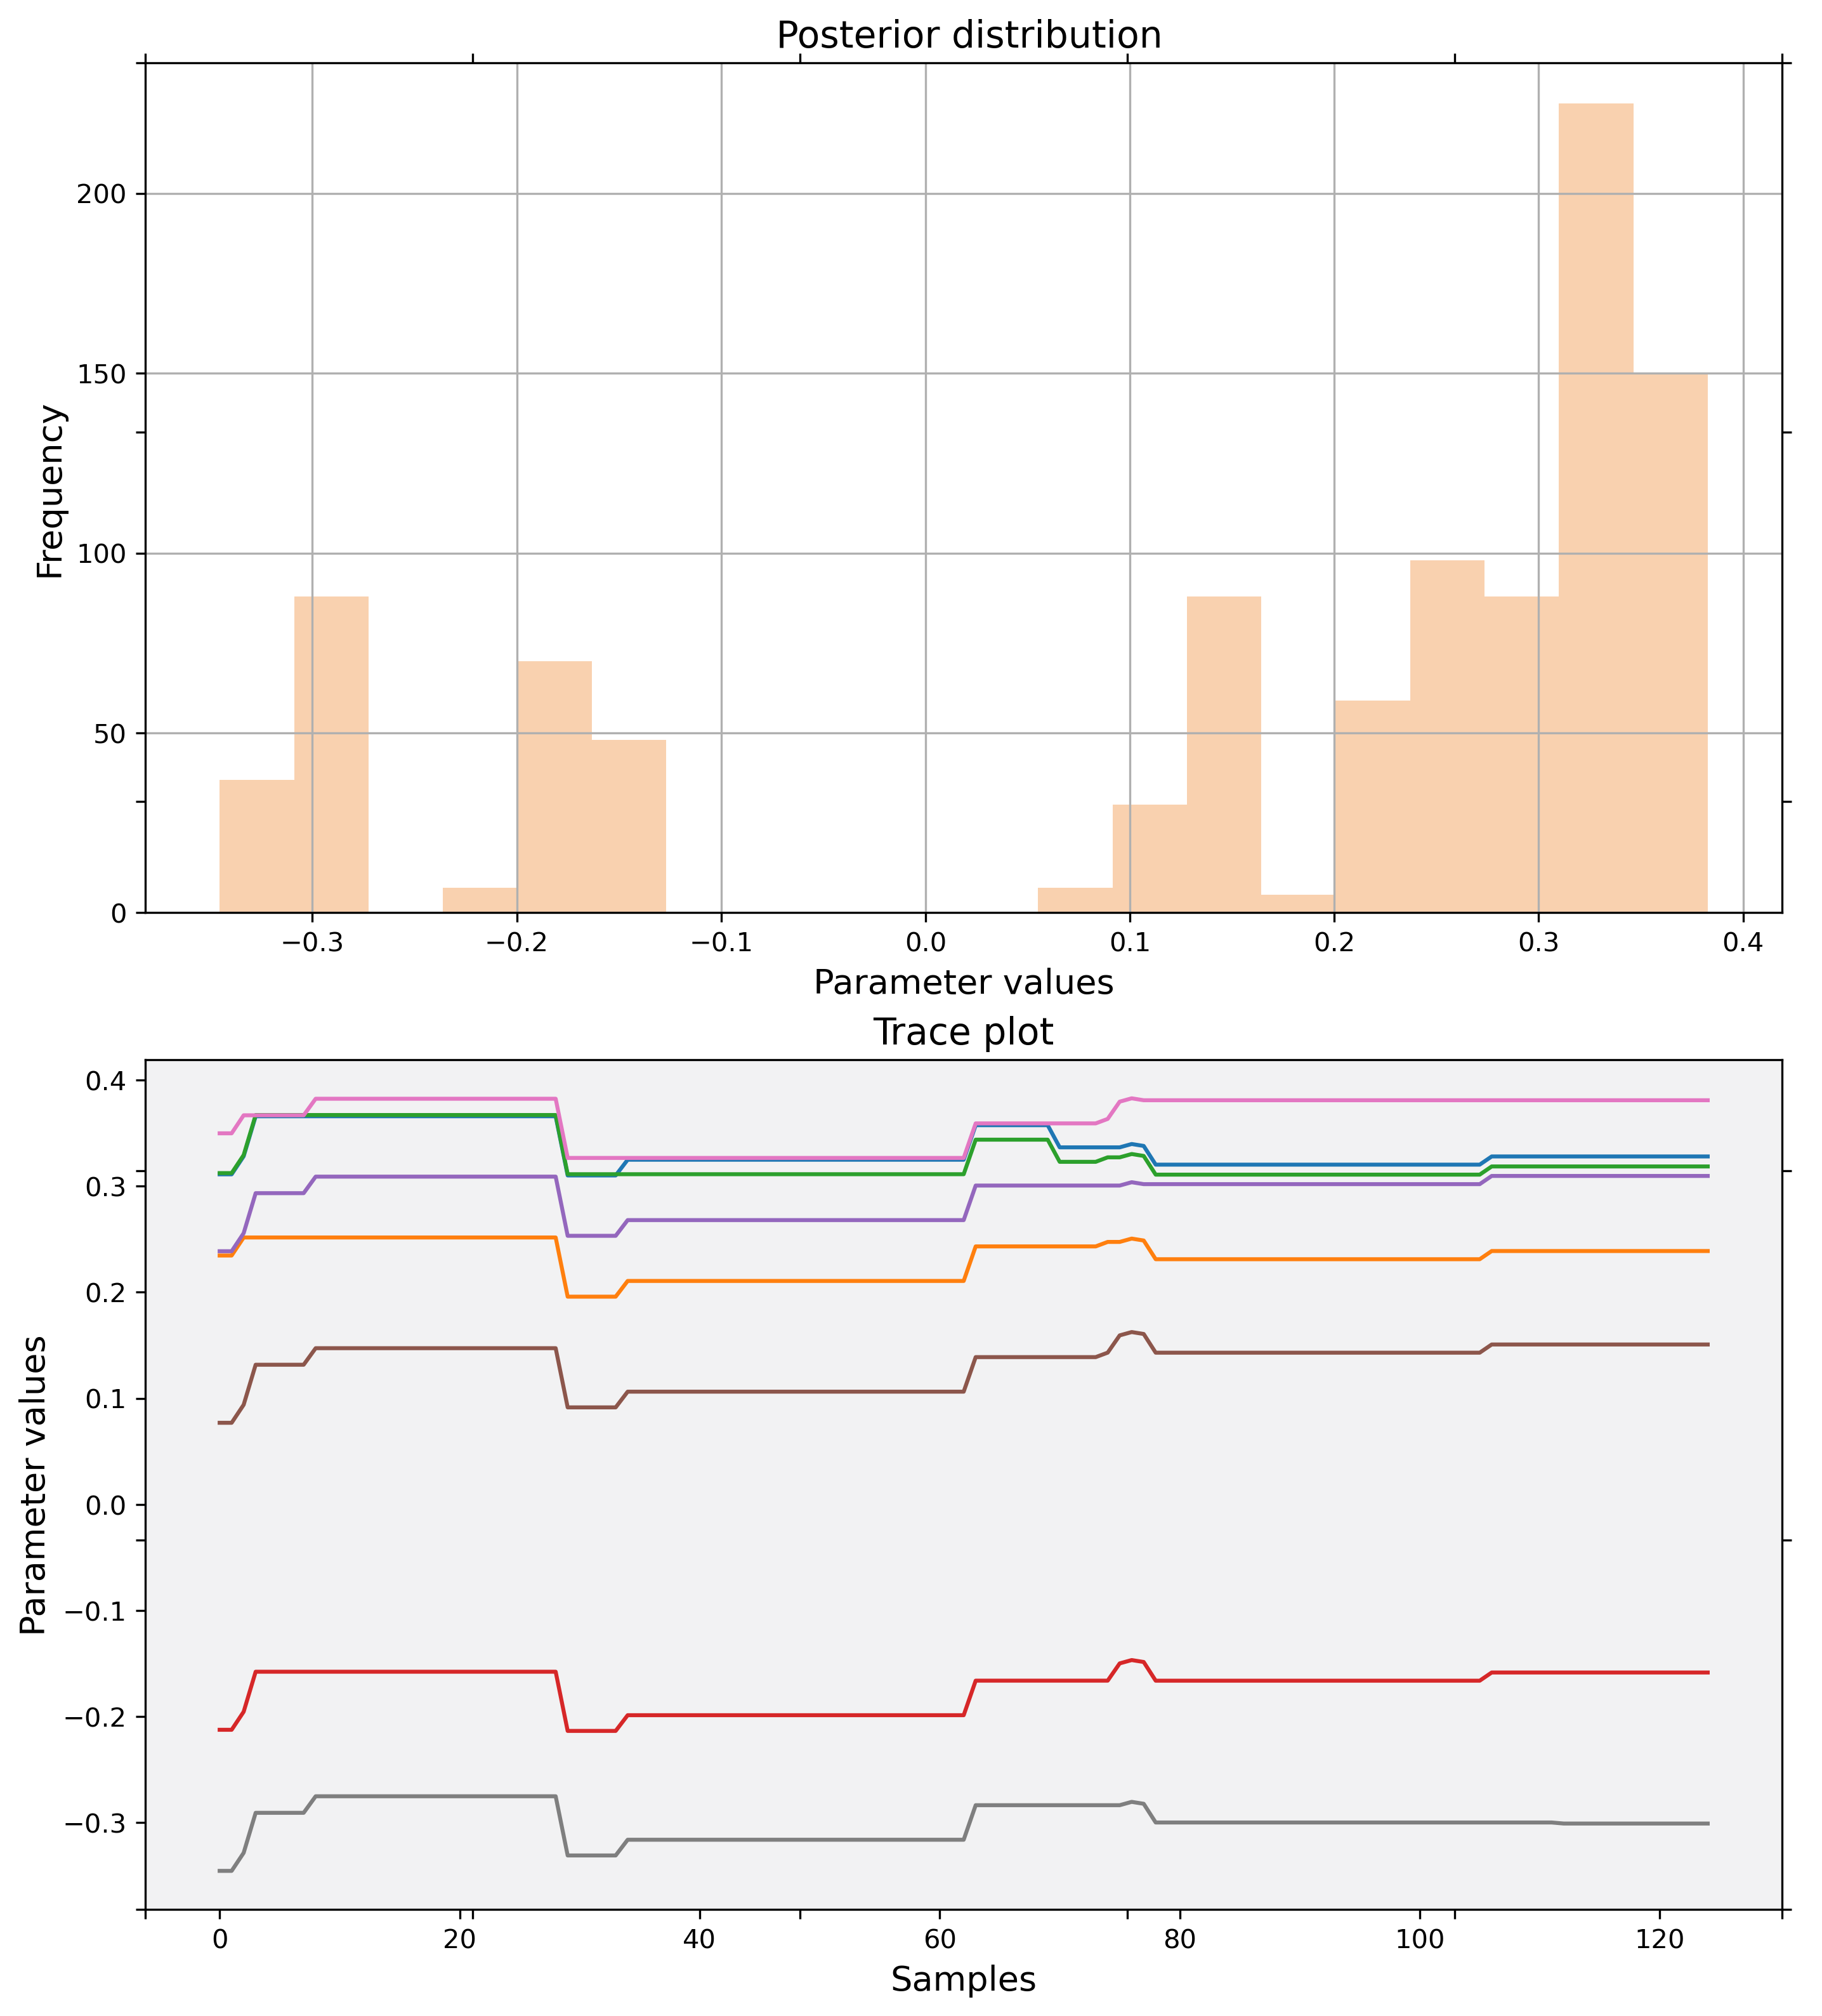 Posterior distribution
200
150
100
50
0
Frequency
−0.3 −0.2 −0.1 0.0 0.1 0.2 0.3 0.4
Parameter values
Trace plot
0.4
0.3
0.2
0.1
0.0
−0.1
−0.2
−0.3
Parameter values
0 20 40 60 80 100 120
Samples